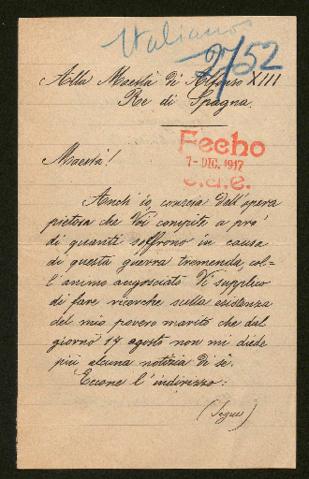 Italianos
2/52
Alla Maestà di Alfonso XIII
Re di Spagna.
Fecho
7-DIC. 1917
Maestà!
Anch'io, conscia dell'opera
pietosa che Voi compite a prò
di quanti soffrono in causa
di questa guerra tremenda, col=
l'animo angosciato Vi supplico
di fare ricerche sulla esistenza
del mio povero marito che dal
giorno 19 agosto non mi diede
più alcuna notizia di sè.
Eccone l'indirizzo:
(Segue)